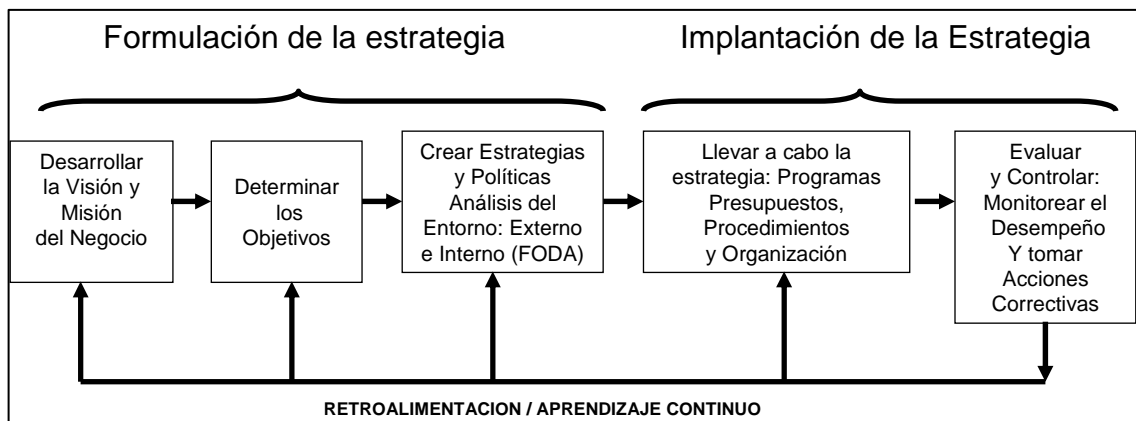 Formulación de la estrategia
Implantación de la Estrategia
Desarrollar
la Visión y
Misión
del Negocio
Determinar
los
Objetivos
Crear Estrategias
y Políticas
Análisis del
Entorno: Externo
e Interno (FODA)
Llevar a cabo la
estrategia: Programas
Presupuestos,
Procedimientos
y Organización
Evaluar
y Controlar:
Monitorear el
Desempeño
Y tomar
Acciones
Correctivas
RETROALIMENTACION / APRENDIZAJE CONTINUO